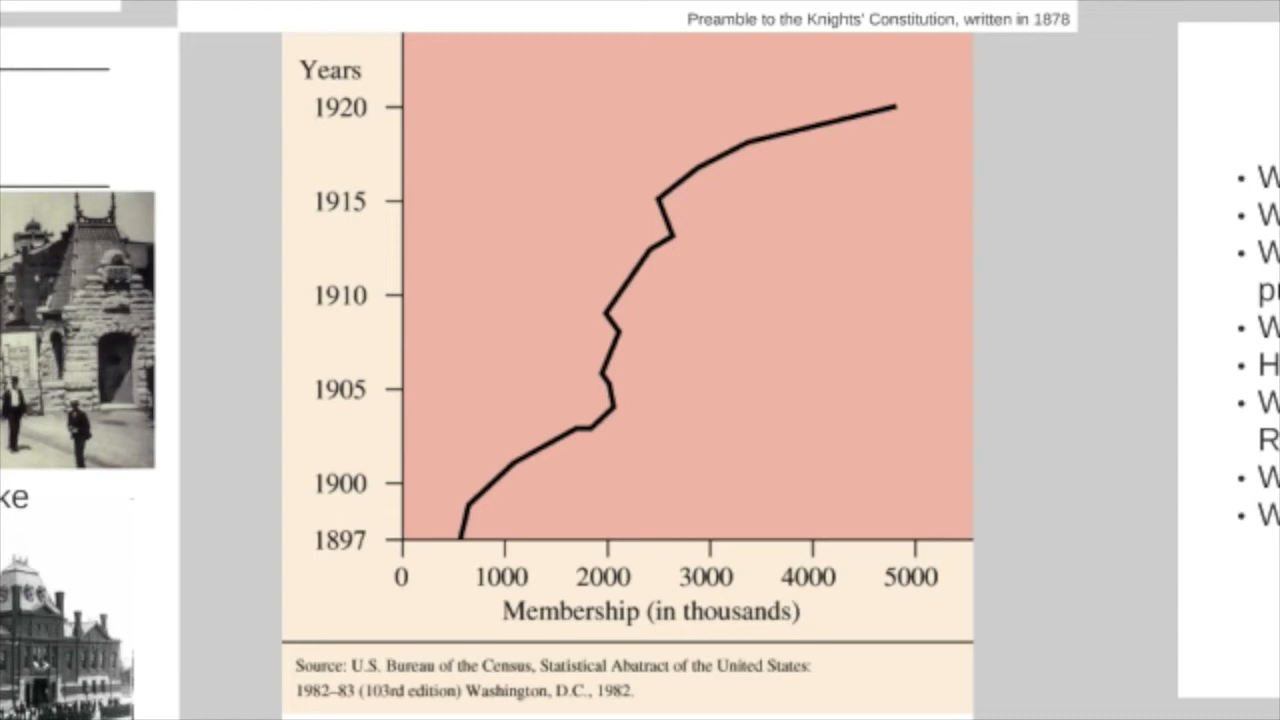 Preamble to the Knights' Constitution, written in 1878
Years
1920
1915
1910
1905
1900
1897
0 1000 2000 3000 4000 5000
Membership (in thousands)
Source: U.S. Bureau of the Census, Statistical Abatract of the United States:
1982–83 (103rd edition) Washington, D.C., 1982.